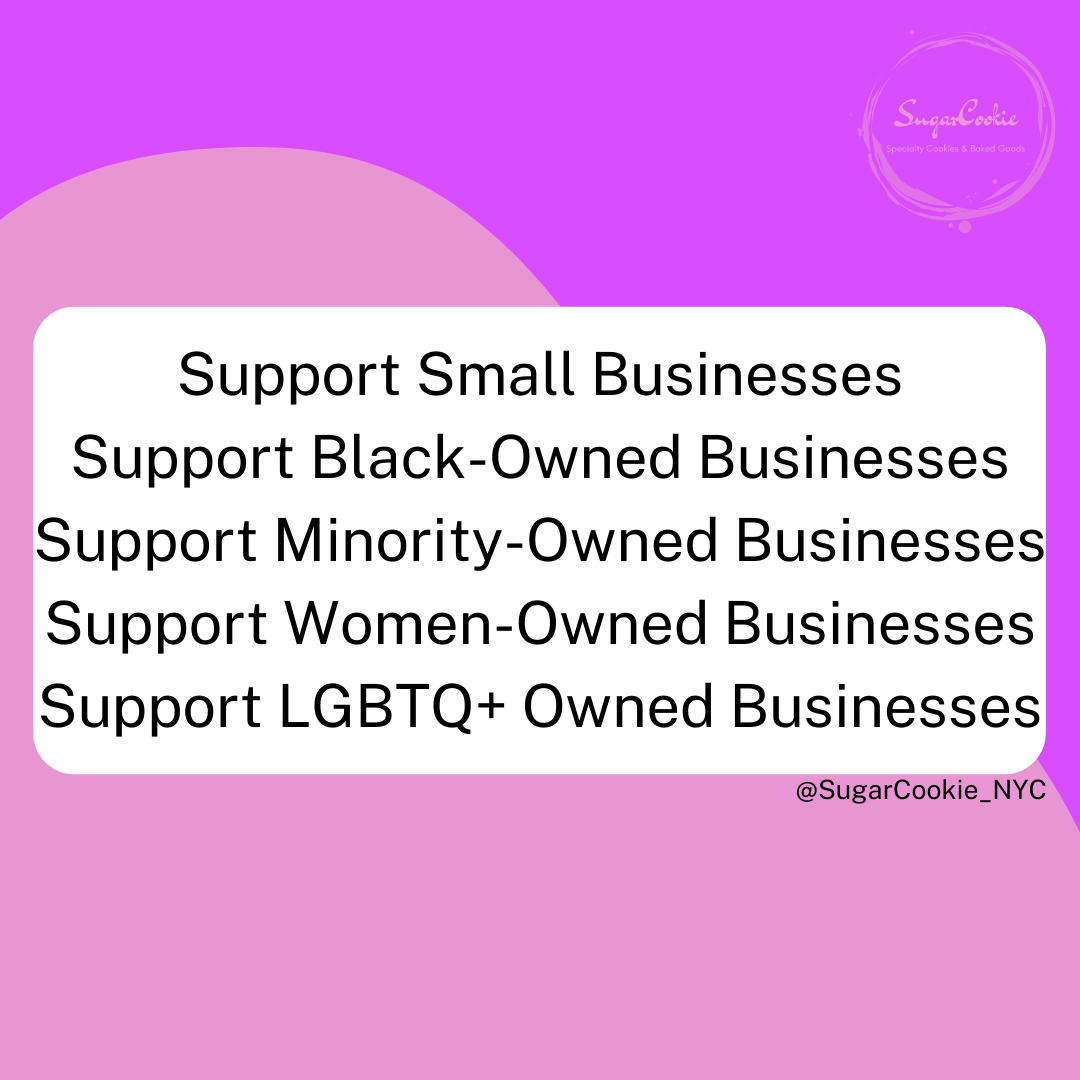 SugarCookie
Specialty Cookies & Baked Goods
Support Small Businesses
Support Black-Owned Businesses
Support Minority-Owned Businesses
Support Women-Owned Businesses
Support LGBTQ+ Owned Businesses
@SugarCookie_NYC